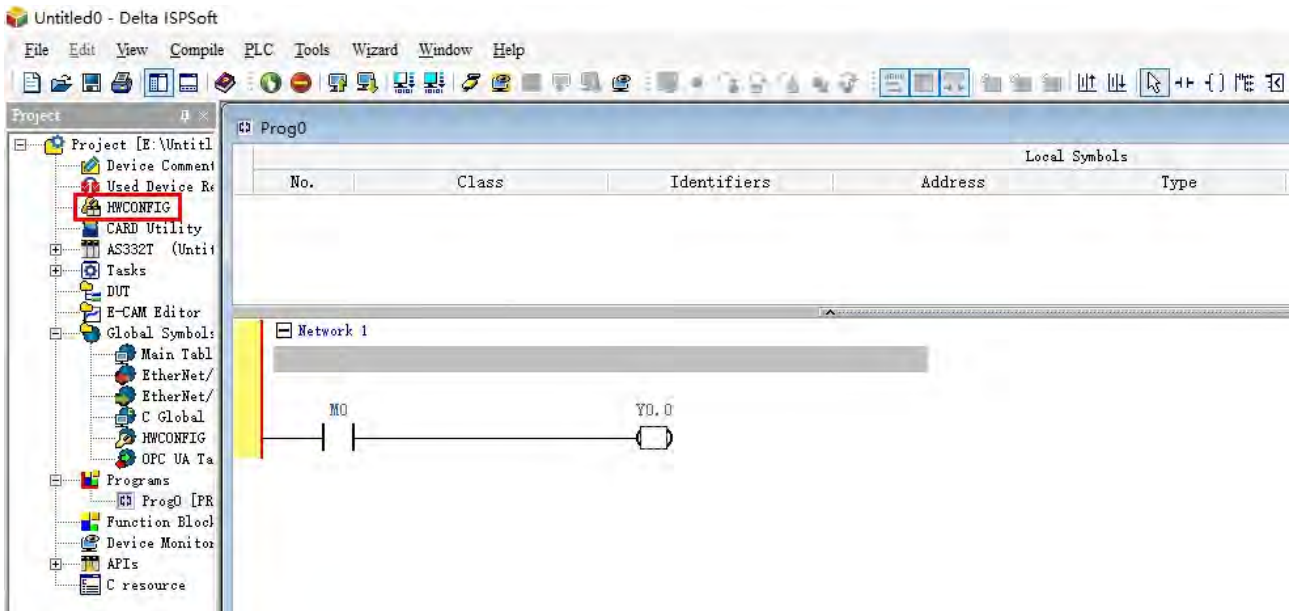 Untitled0 - Delta ISPSoft
File Edit View Compile PLC Tools Wizard Window Help
Project
Prog0
Project [E:\Untitl
Device Comment
Used Device Re
HWCONFIG
CARD Utility
AS332T (Untit
Tasks
DUT
E-CAM Editor
Global Symbols
Main Tabl
EtherNet/
EtherNet/
C Global
HWCONFIG
OPC UA Ta
Programs
Prog0 [PR
Function Block
Device Monitor
APIs
C resource
Local Symbols
No. Class Identifiers Address Type
Network 1
M0 Y0.0